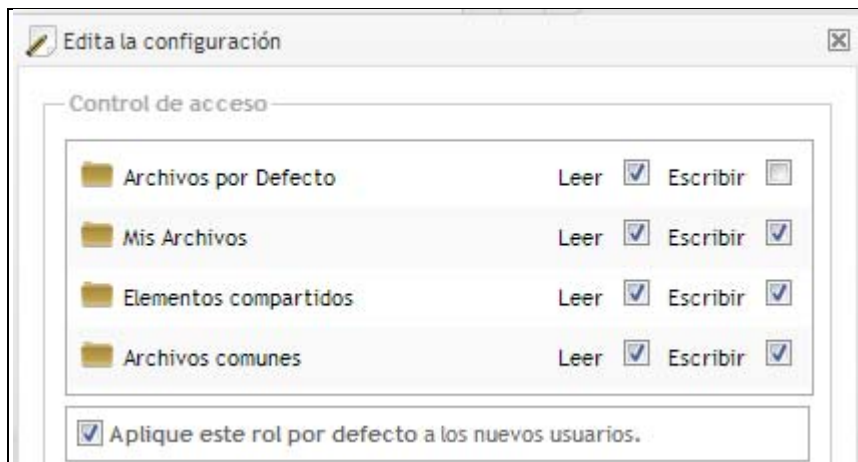 Edita la configuración
Control de acceso
Archivos por Defecto Leer Escribir
Mis Archivos Leer Escribir
Elementos compartidos Leer Escribir
Archivos comunes Leer Escribir
Aplique este rol por defecto a los nuevos usuarios.